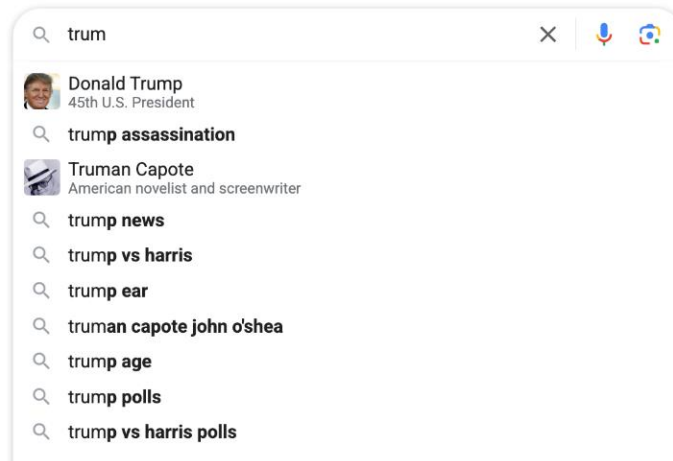 trum
Donald Trump
45th U.S. President
trump assassination
Truman Capote
American novelist and screenwriter
trump news
trump vs harris
trump ear
truman capote john o'shea
trump age
trump polls
trump vs harris polls